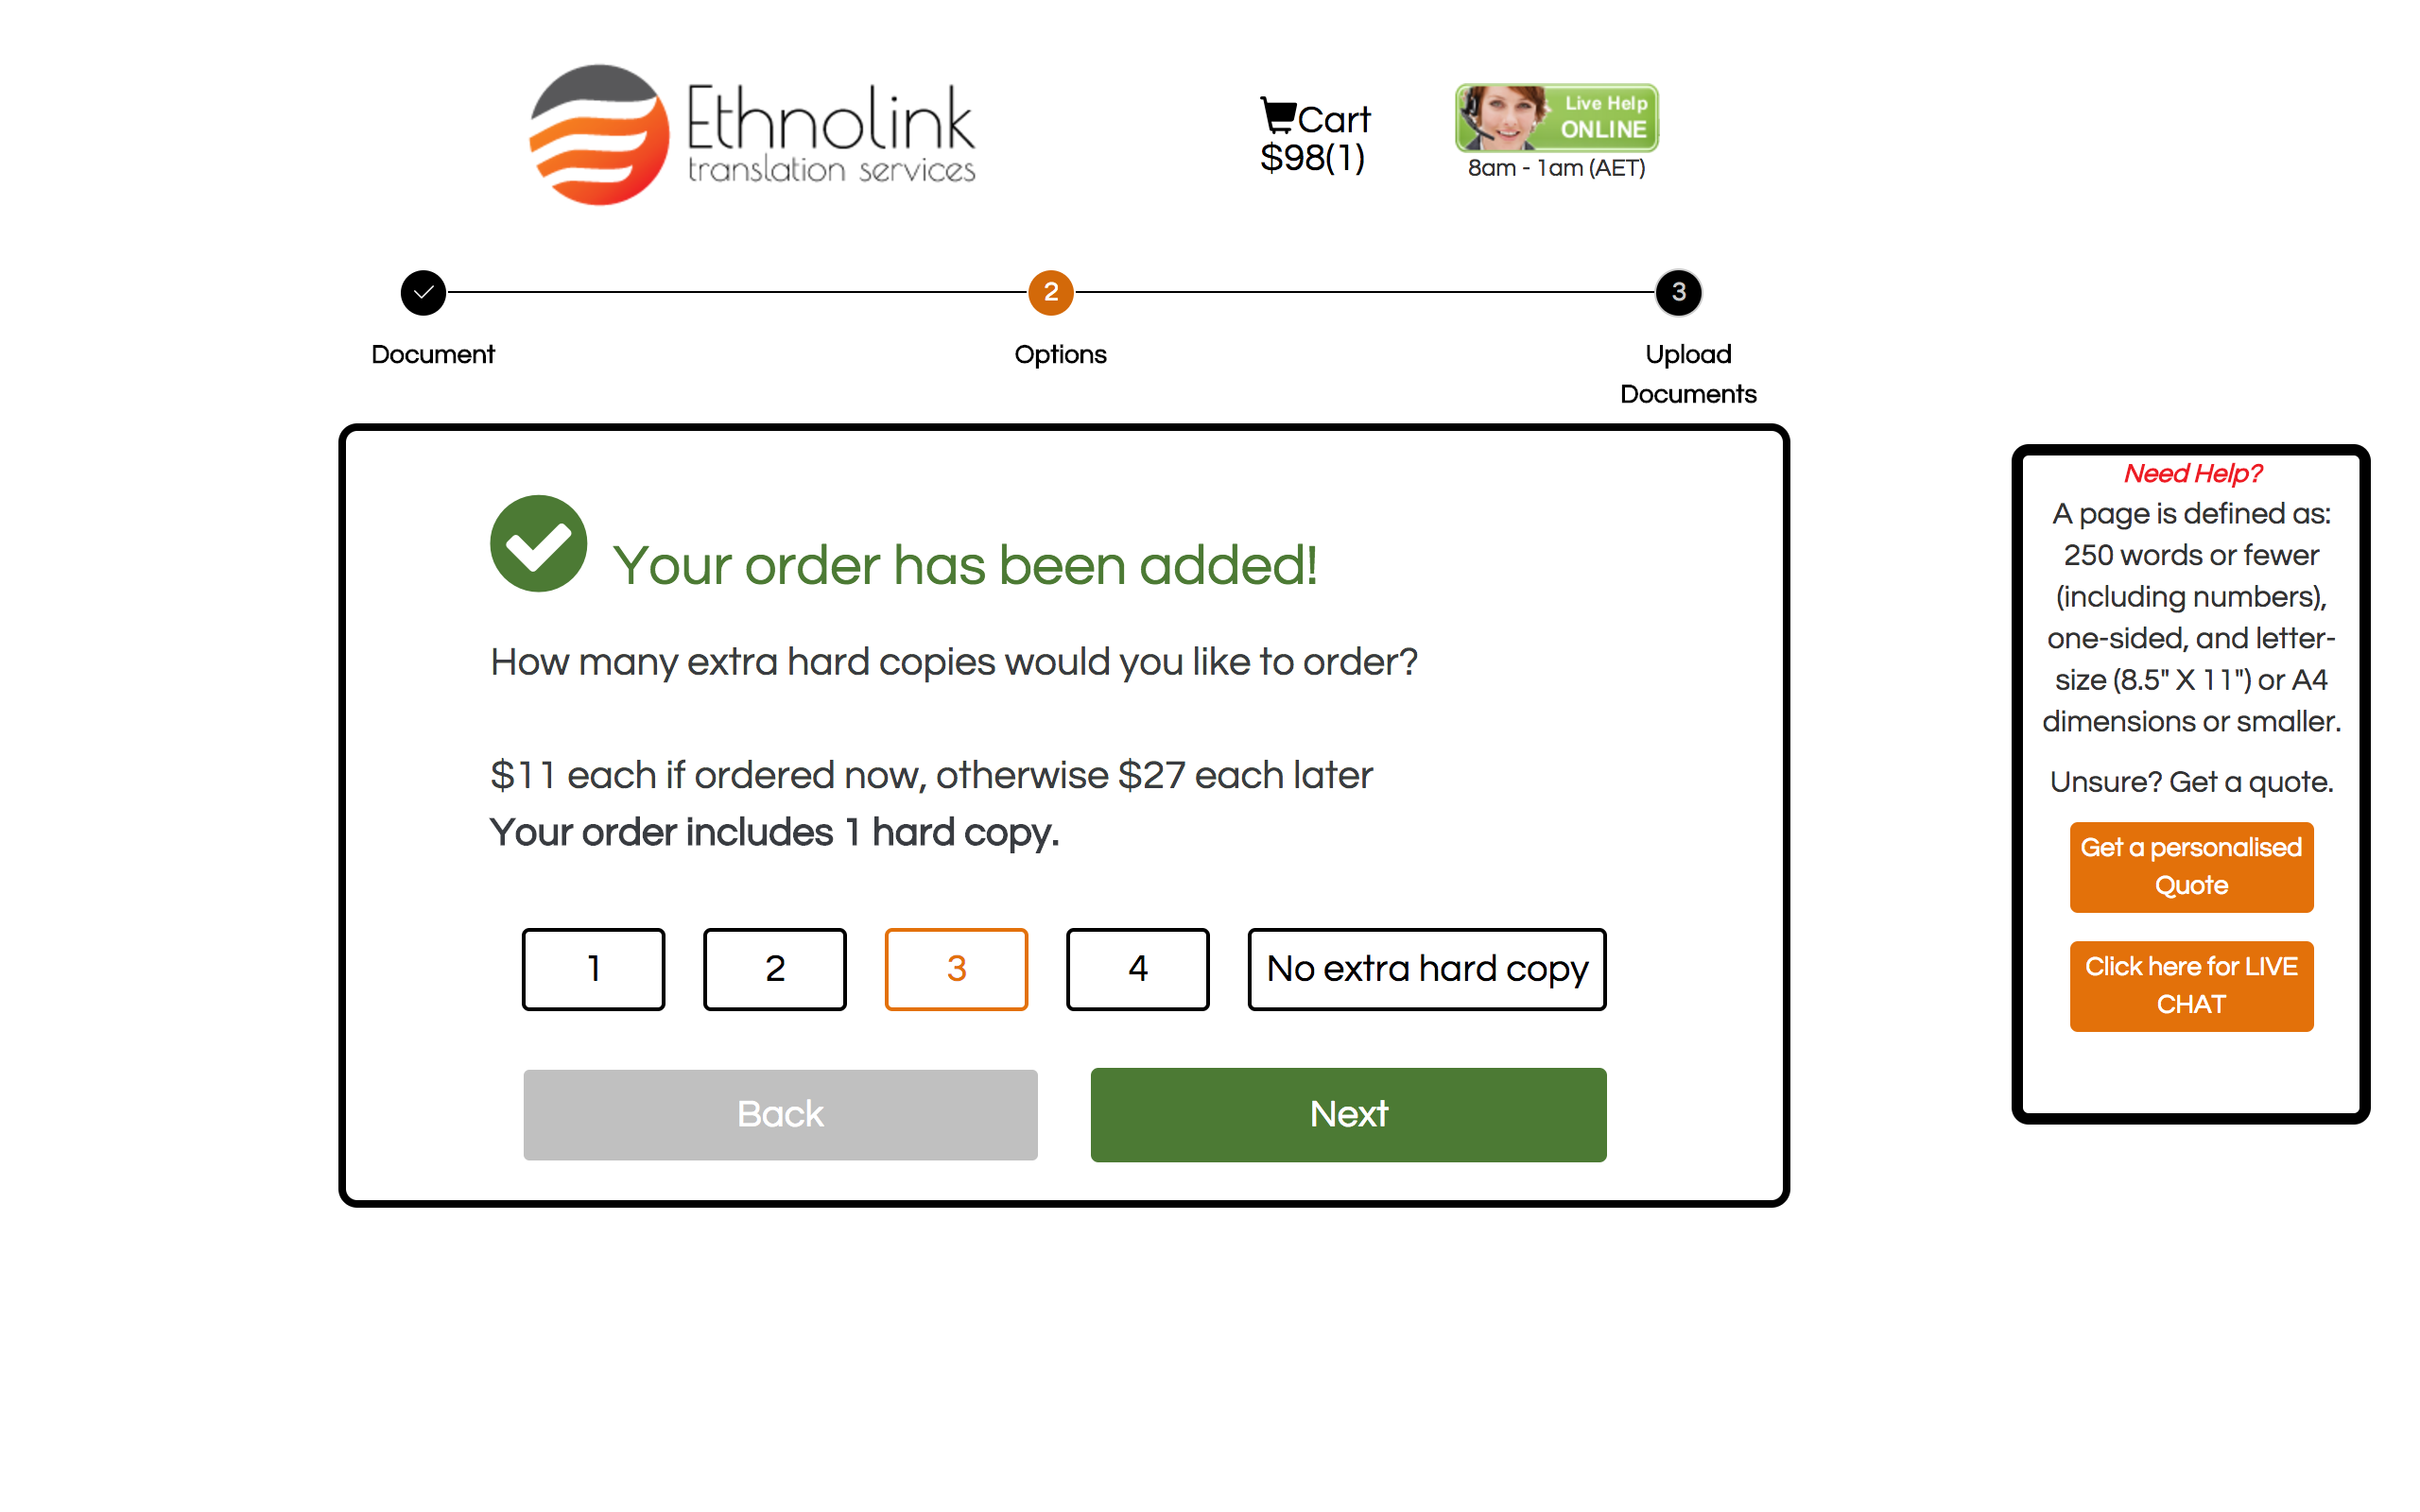 Ethnolink
translation services
Cart
$98(1)
Live Help
ONLINE
8am - 1am (AET)
2
3
Document
Options
Upload
Documents
Your order has been added!
How many extra hard copies would you like to order?
$11 each if ordered now, otherwise $27 each later
Your order includes 1 hard copy.
1
2
3
4
No extra hard copy
Back
Next
Need Help?
A page is defined as:
250 words or fewer
(including numbers),
one-sided, and letter-
size (8.5" X 11") or A4
dimensions or smaller.
Unsure? Get a quote.
Get a personalised
Quote
Click here for LIVE
CHAT